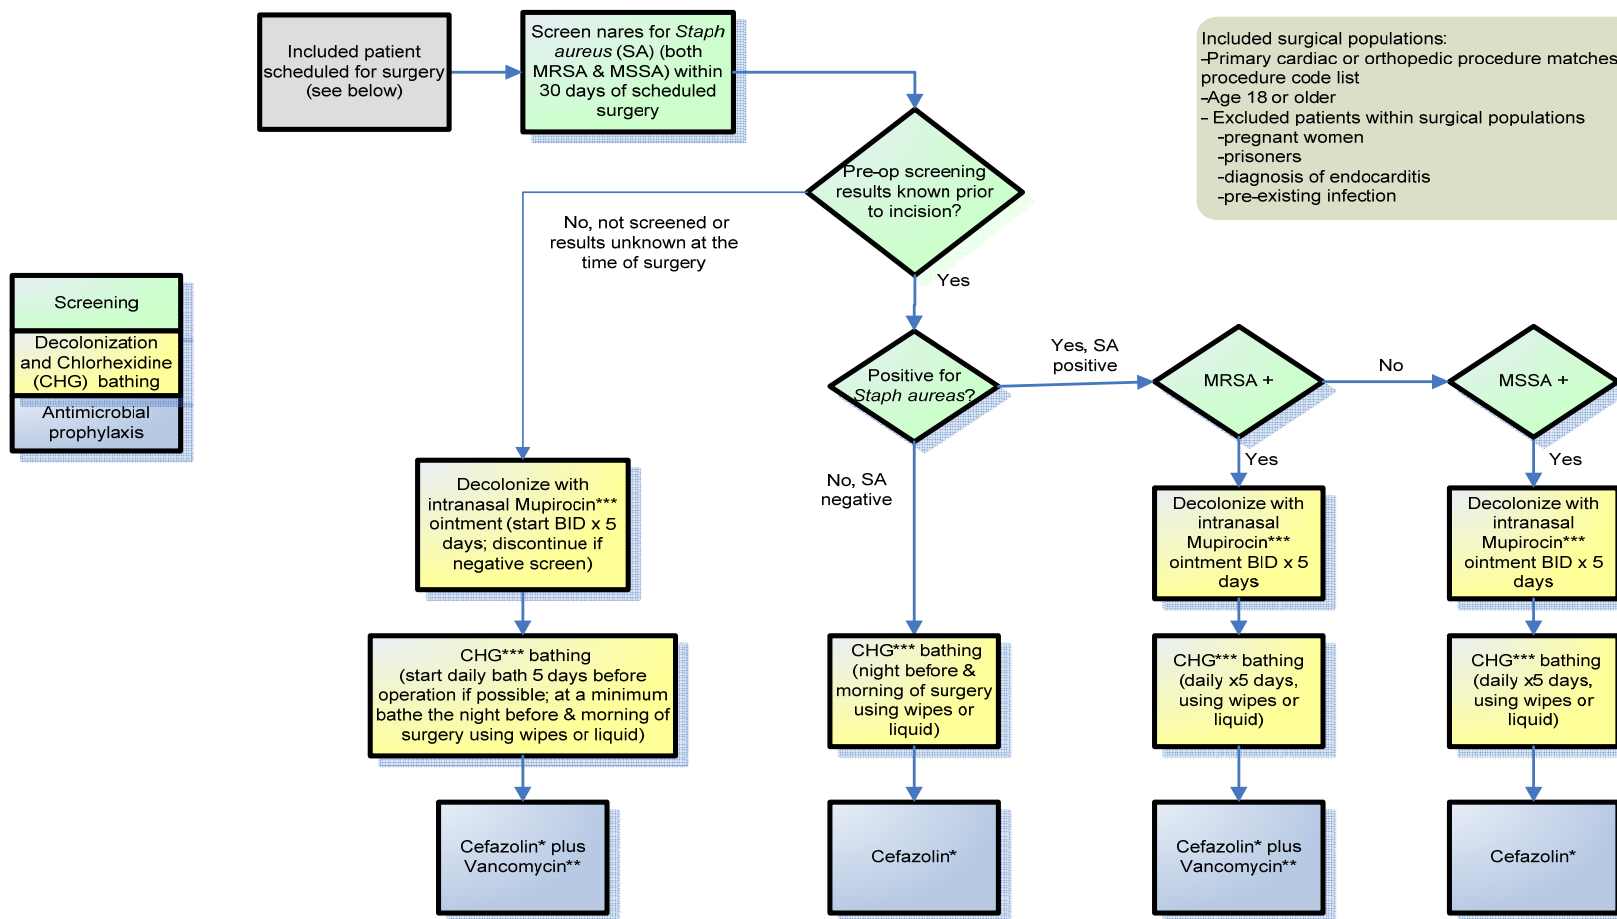 Included patient
scheduled for surgery
(see below)
Screen nares for Staph
aureus (SA) (both
MRSA & MSSA) within
30 days of scheduled
surgery
Included surgical populations:
-Primary cardiac or orthopedic procedure matches
procedure code list
-Age 18 or older
- Excluded patients within surgical populations
-pregnant women
-prisoners
-diagnosis of endocarditis
-pre-existing infection
Pre-op screening
results known prior
to incision?
No, not screened or
results unknown at the
time of surgery
Yes
Screening
Decolonization
and Chlorhexidine
(CHG) bathing
Antimicrobial
prophylaxis
Positive for
Staph aureas?
Yes, SA
positive
MRSA +
No
MSSA +
No, SA
negative
Yes
Yes
Decolonize with
intranasal Mupirocin***
ointment (start BID x 5
days; discontinue if
negative screen)
Decolonize with
intranasal
Mupirocin***
ointment BID x 5
days
Decolonize with
intranasal
Mupirocin***
ointment BID x 5
days
CHG*** bathing
(start daily bath 5 days before
operation if possible; at a minimum
bathe the night before & morning of
surgery using wipes or liquid)
CHG*** bathing
(night before &
morning of surgery
using wipes or
liquid)
CHG*** bathing
(daily x5 days,
using wipes or
liquid)
CHG*** bathing
(daily x5 days,
using wipes or
liquid)
Cefazolin* plus
Vancomycin**
Cefazolin*
Cefazolin* plus
Vancomycin**
Cefazolin*